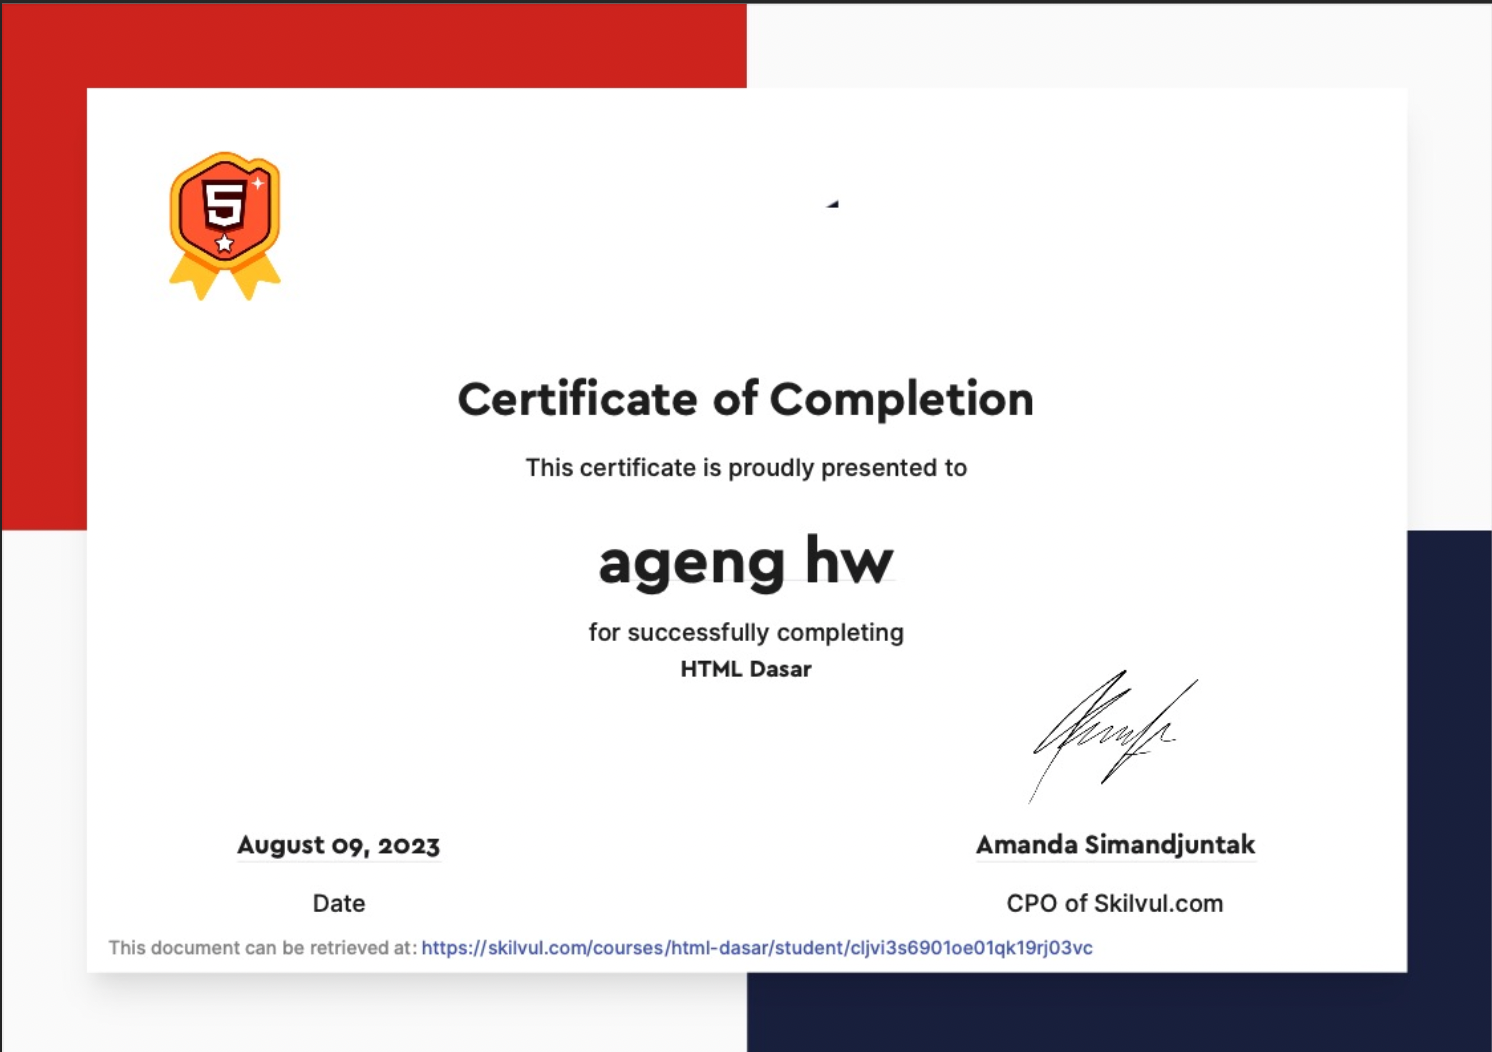 5
Certificate of Completion
This certificate is proudly presented to
ageng hw
for successfully completing
HTML Dasar
August 09, 2023
Amanda Simandjuntak
Date
CPO of Skilvul.com
This document can be retrieved at: https://skilvul.com/courses/html-dasar/student/cljvi3s6901oe01qk19rj03vc